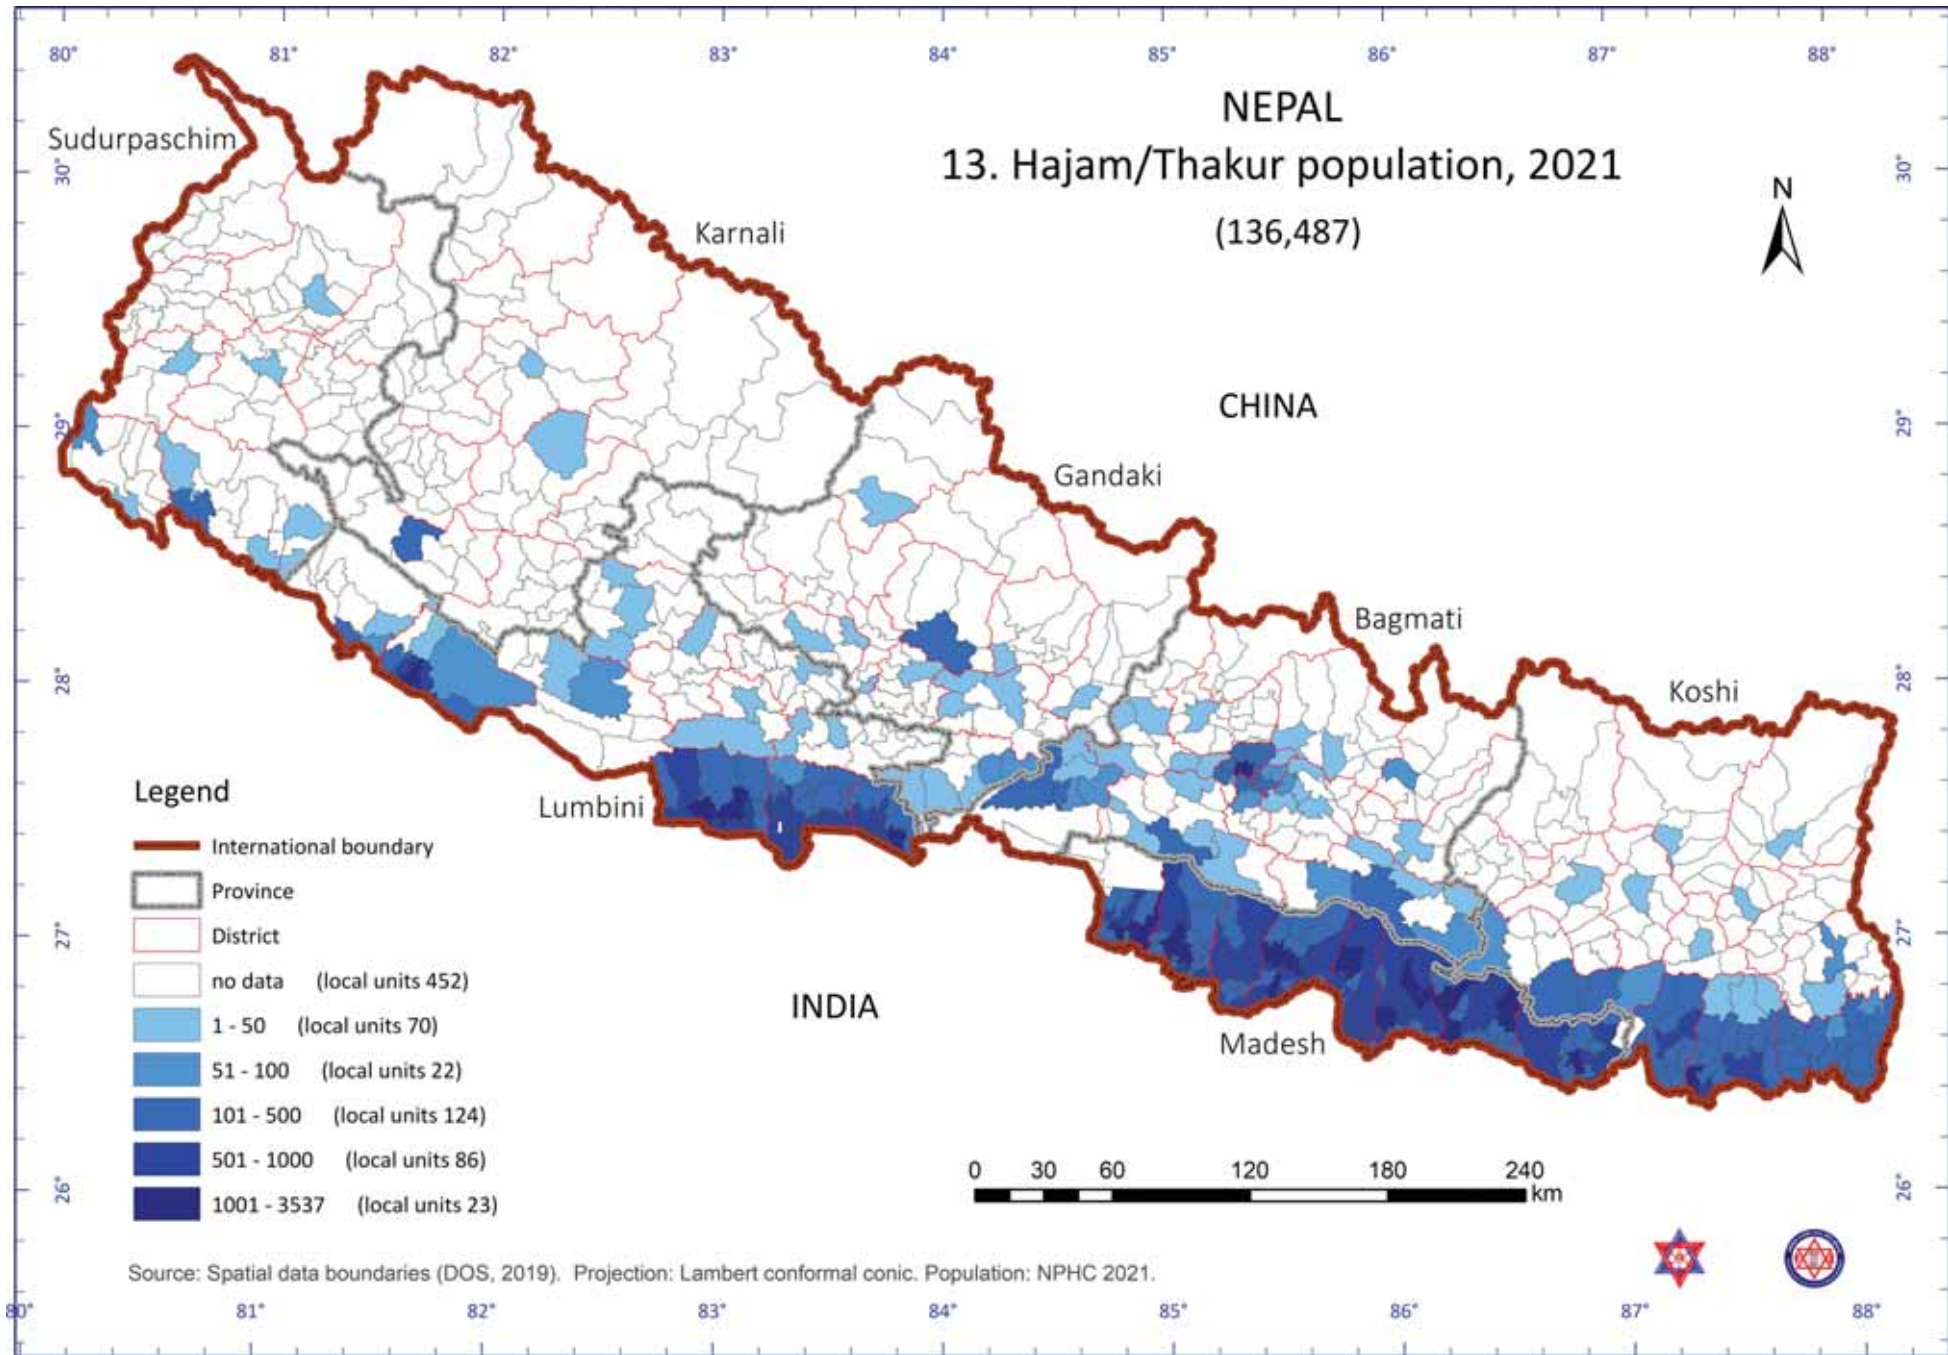 80° 81° 82° 83° 84° 85° 86° 87° 88°
NEPAL
13. Hajam/Thakur population, 2021
(136,487)
N
Sudurpaschim
30° 30°
Karnali
CHINA
29° 29°
Gandaki
Bagmati
Koshi
28° 28°
Lumbini
27° 27°
INDIA
Madesh
26° 26°
Legend
International boundary
Province
District
no data (local units 452)
1 - 50 (local units 70)
51 - 100 (local units 22)
101 - 500 (local units 124)
501 - 1000 (local units 86)
1001 - 3537 (local units 23)
0 30 60 120 180 240
km
Source: Spatial data boundaries (DOS, 2019). Projection: Lambert conformal conic. Population: NPHC 2021.
80° 81° 82° 83° 84° 85° 86° 87° 88°